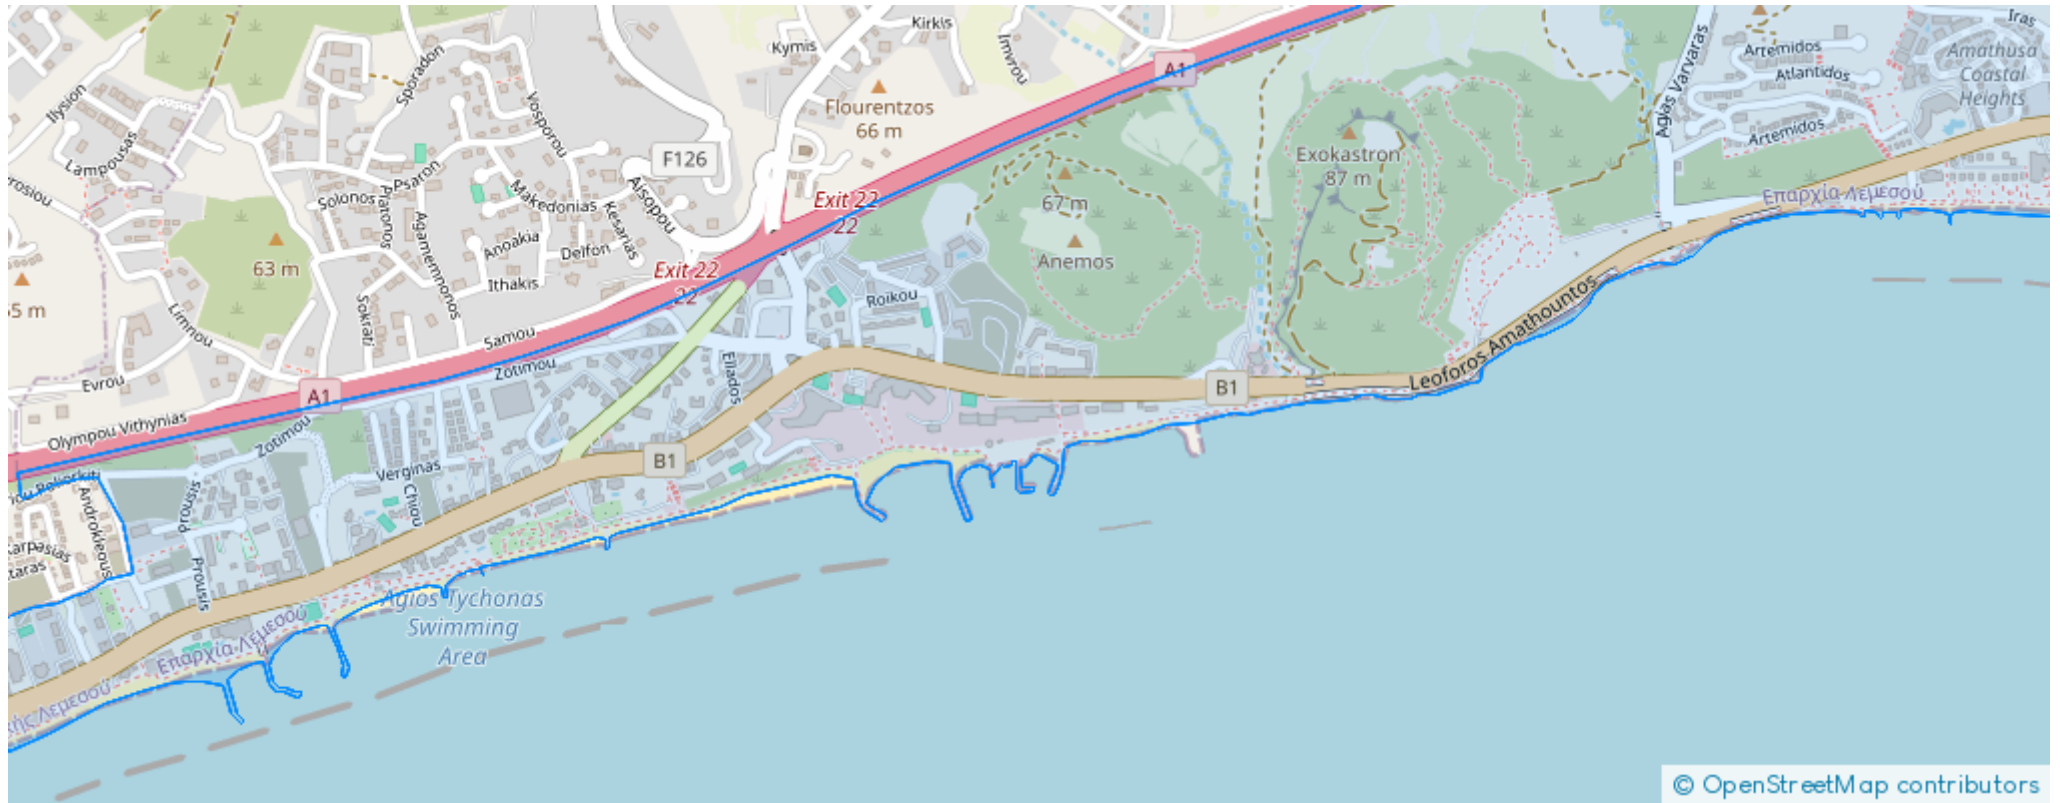 Kirkis
Iras
Kymis
Imvrou
Artemidos
Amathusa
Coastal
Heights
Sporadon
A1
Atlantidos
Ilysion
Vosporou
Flourentzos
66 m
Agias Varvaras
Artemidos
Lampousas
F126
Exokastron
87 m
Psaron
Makedonias
Aisopou
Solonos
Platonos
Exit 22
22
67 m
Επαρχία Λεμεσού
Agamemnonos
Kesarias
Anoakia
Delfon
63 m
Exit 22
22
Anemos
Ithakis
Roikou
Sokrati
Limnou
Samou
Leoforos Amathountos
Zotimou
Eliados
Evrou
A1
B1
Olympou Vithynias
Zotimou
B1
Verginas
Chiou
Androkleous
Prousis
Karpasias
Prousis
Agios Tychonas
Swimming
Area
Επαρχία Λεμεσού
Λεμεσού
© OpenStreetMap contributors